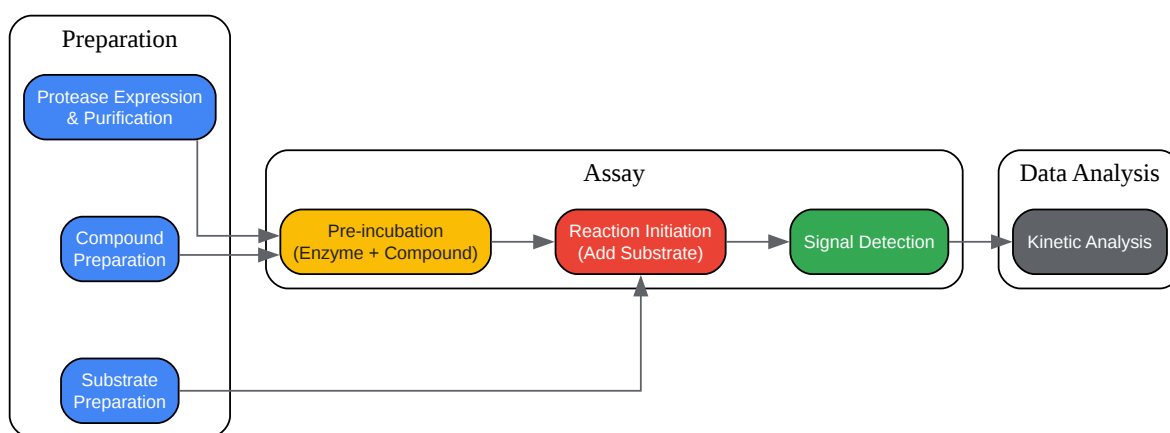 Preparation
Protease Expression
& Purification
Compound
Preparation
Substrate
Preparation
Assay
Pre-incubation
(Enzyme + Compound)
Reaction Initiation
(Add Substrate)
Signal Detection
Data Analysis
Kinetic Analysis